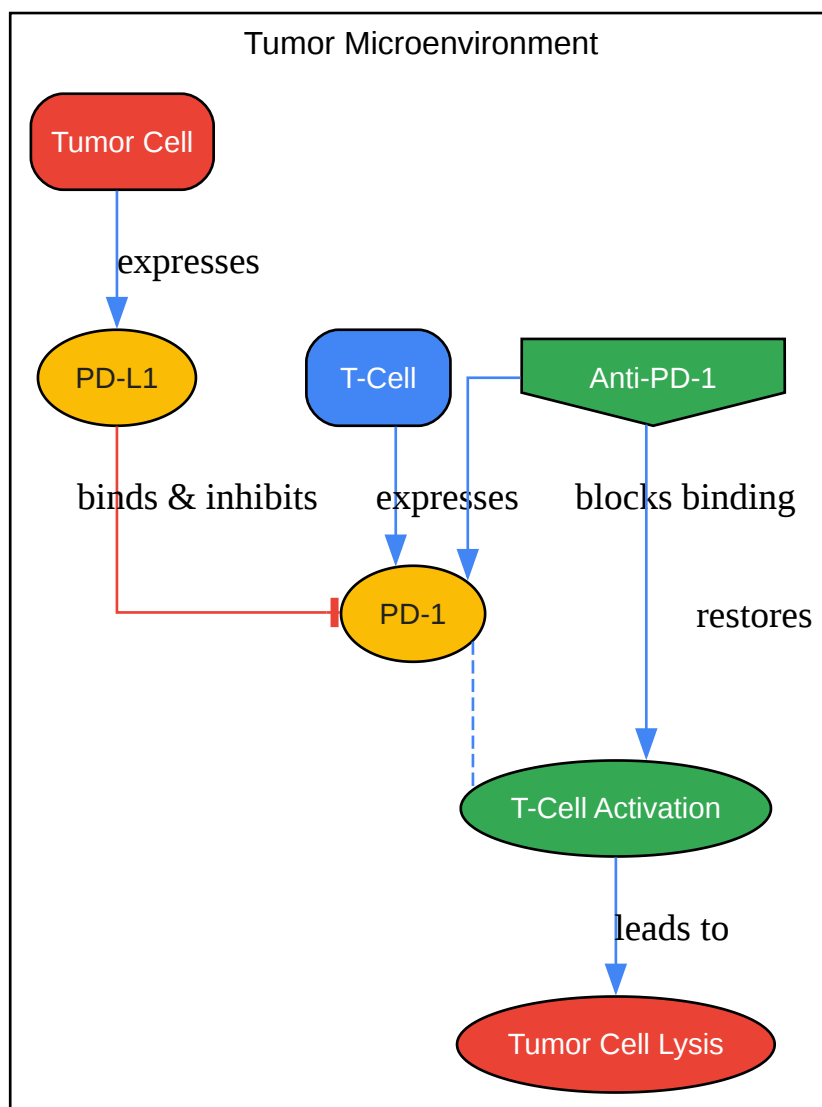 Tumor Microenvironment
Tumor Cell
expresses
PD-L1
T-Cell
Anti-PD-1
binds & inhibits
expresses
blocks binding
PD-1
restores
T-Cell Activation
leads to
Tumor Cell Lysis